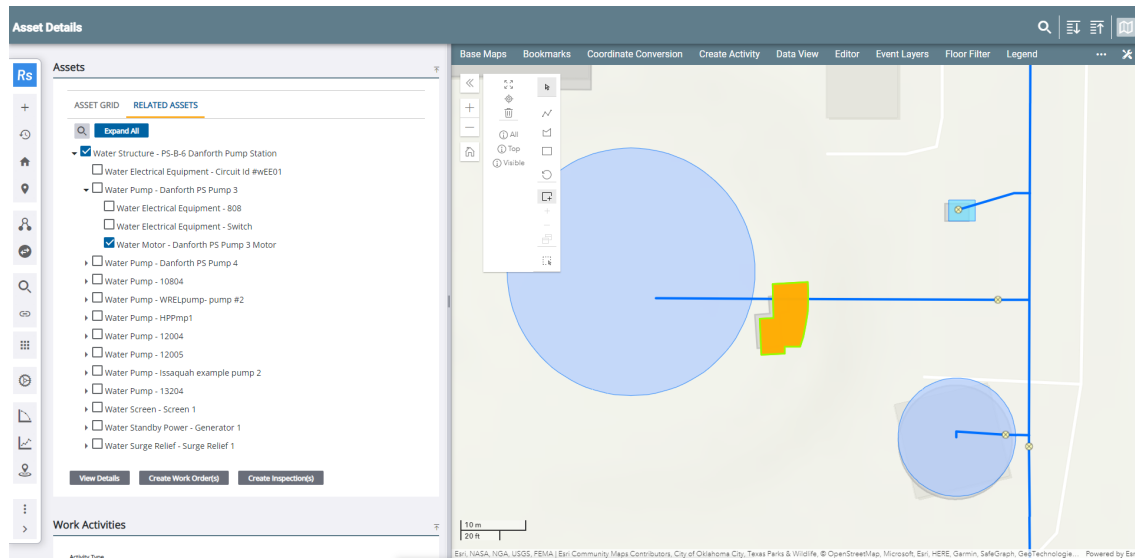 Asset Details
Base Maps Bookmarks Coordinate Conversion Create Activity Data View Editor Event Layers Floor Filter Legend
Rs
Assets
ASSET GRID RELATED ASSETS
Expand All
Water Structure - PS-B-6 Danforth Pump Station
Water Electrical Equipment - Circuit Id #wEE01
Water Pump - Danforth PS Pump 3
Water Electrical Equipment - 808
Water Electrical Equipment - Switch
Water Motor - Danforth PS Pump 3 Motor
Water Pump - Danforth PS Pump 4
Water Pump - 10804
Water Pump - WRELpump- pump #2
Water Pump - HPPmp1
Water Pump - 12004
Water Pump - 12005
Water Pump - Issaquah example pump 2
Water Pump - 13204
Water Screen - Screen 1
Water Standby Power - Generator 1
Water Surge Relief - Surge Relief 1
View Details Create Work Order(s) Create Inspection(s)
Work Activities
Activity Type
All
Top
Visible
10 m
20 ft
Esri, NASA, NGA, USGS, FEMA | Esri Community Maps Contributors, City of Oklahoma City, Texas Parks & Wildlife, © OpenStreetMap, Microsoft, Esri, HERE, Garmin, SafeGraph, GeoTechnologie... Powered by Esri